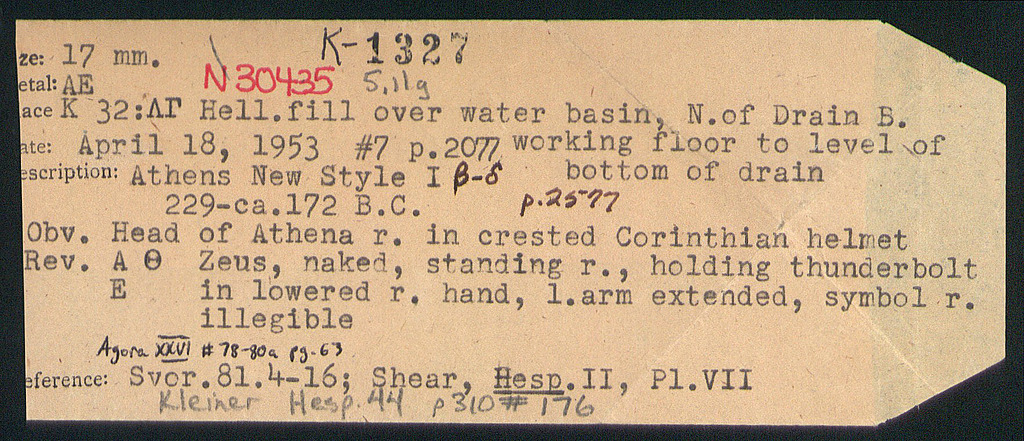 K-1327
ze: 17 mm.
etal: AE N30435 5,11g
ace K 32:ΛΓ Hell.fill over water basin, N.of Drain B.
ate: April 18, 1953 #7 p.2077 working floor to level of
escription: Athens New Style I β-δ bottom of drain
229-ca.172 B.C. p.2577
Obv. Head of Athena r. in crested Corinthian helmet
Rev. A Θ Zeus, naked, standing r., holding thunderbolt
E in lowered r. hand, l.arm extended, symbol r.
illegible
Agora XXVI #78-80a pg.63
eference: Svor.81.4-16; Shear, Hesp.II, Pl.VII
Kleiner Hesp.44 p310 # 176